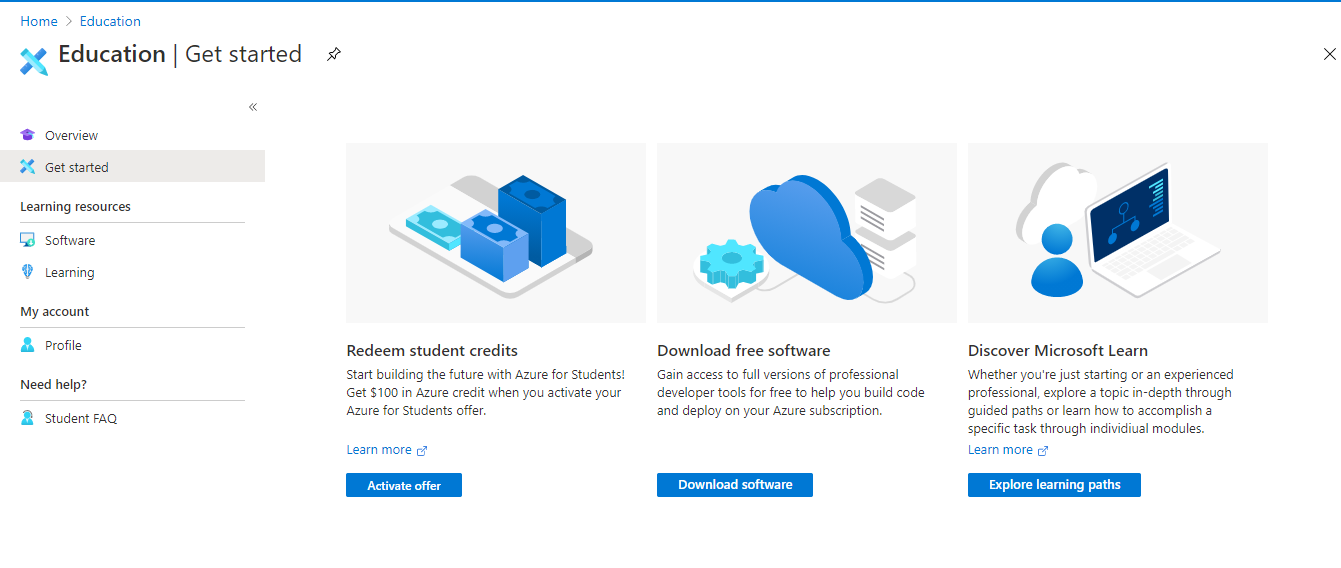 Home > Education
Education | Get started
«
Overview
Get started
Learning resources
Software
Learning
My account
Profile
Need help?
Student FAQ
Redeem student credits
Start building the future with Azure for Students!
Get $100 in Azure credit when you activate your
Azure for Students offer.
Learn more
Activate offer
Download free software
Gain access to full versions of professional
developer tools for free to help you build code
and deploy on your Azure subscription.
Download software
Discover Microsoft Learn
Whether you're just starting or an experienced
professional, explore a topic in-depth through
guided paths or learn how to accomplish a
specific task through individiual modules.
Learn more
Explore learning paths